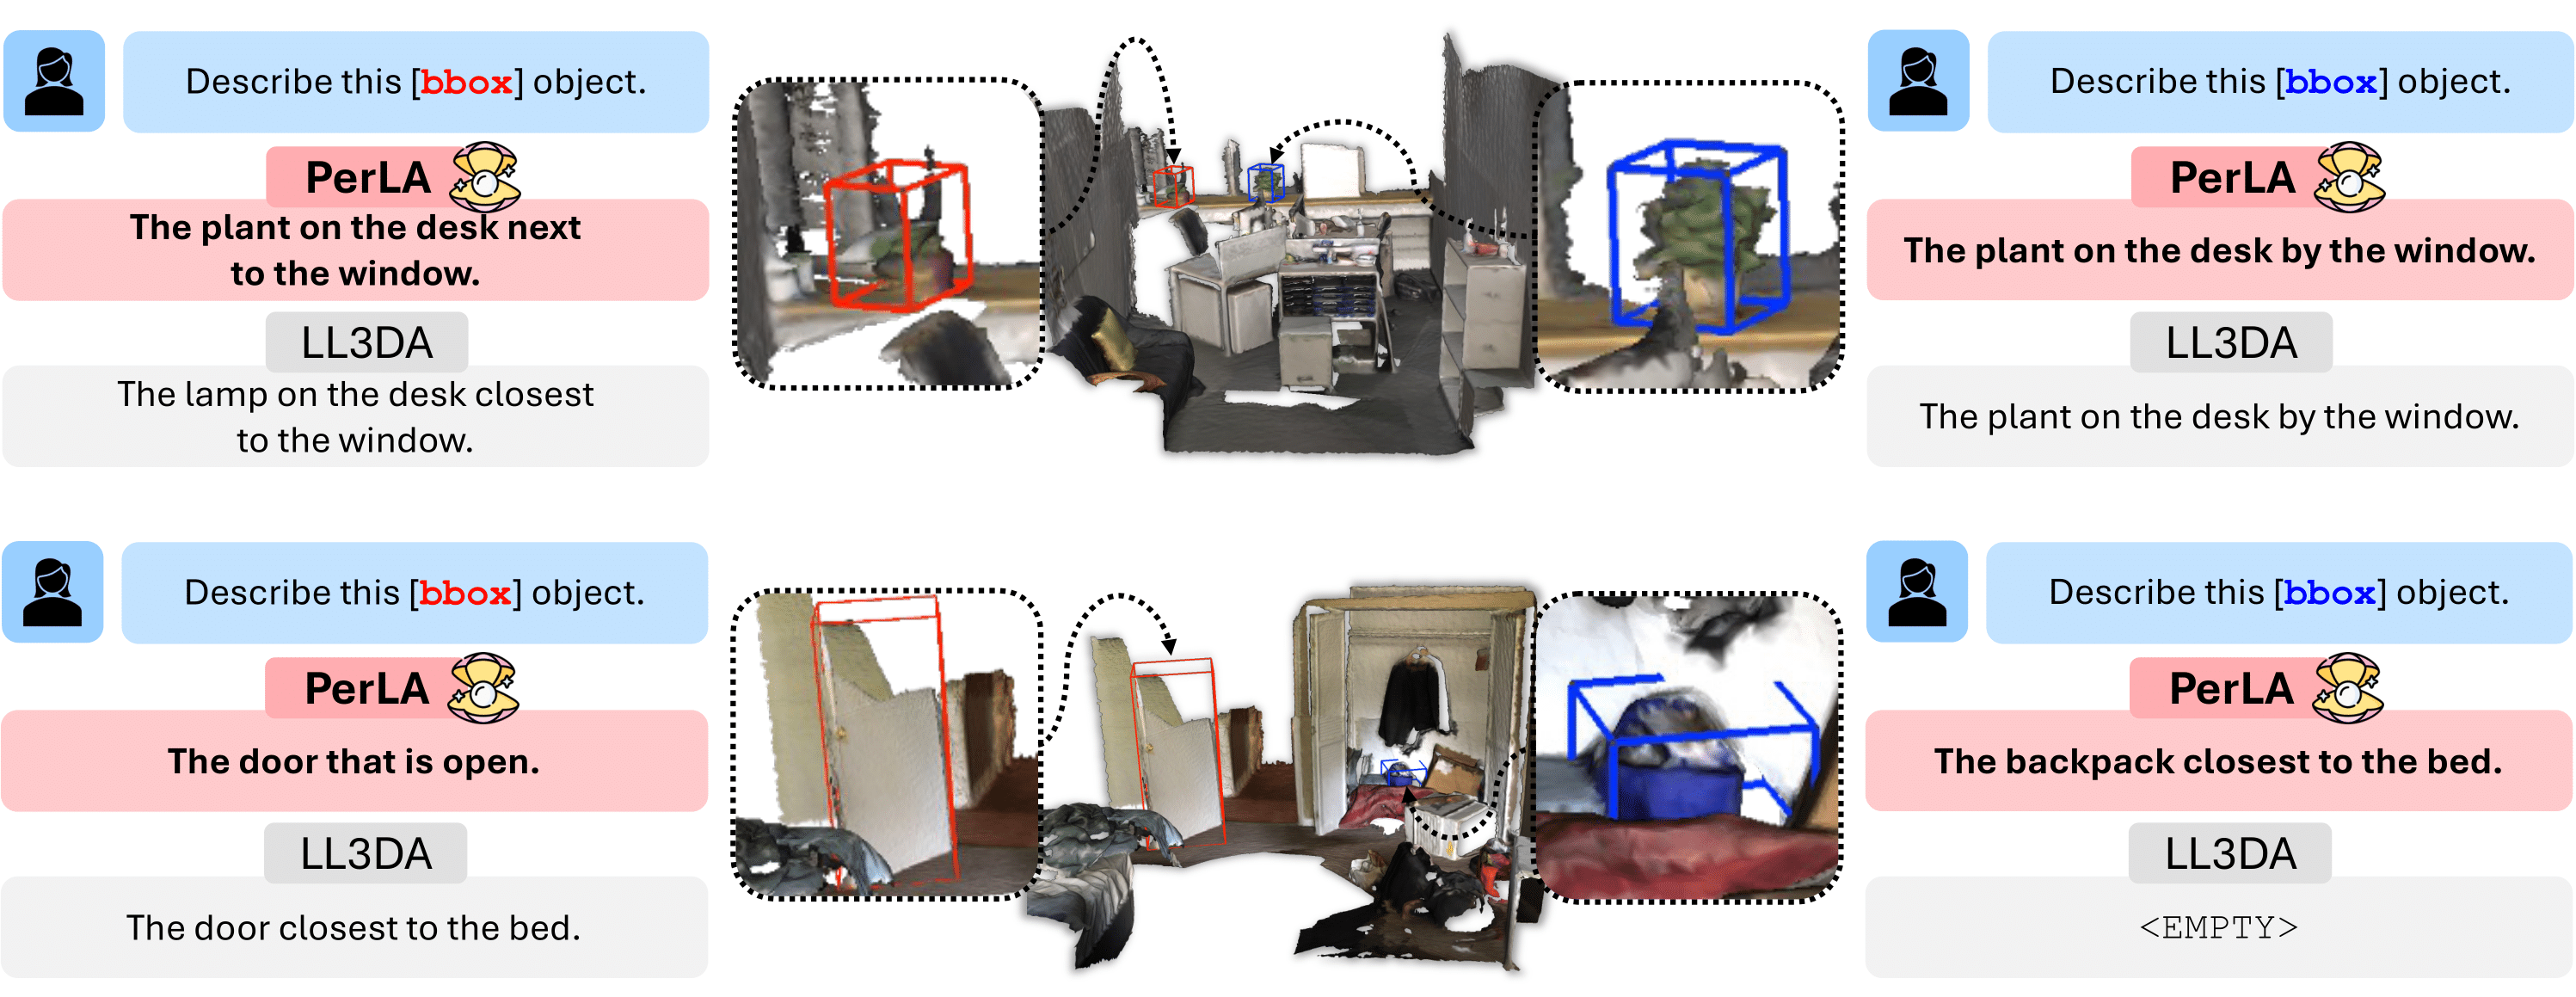 Describe this [bbox] object.
PerLA
The plant on the desk next
to the window.
LL3DA
The lamp on the desk closest
to the window.
Describe this [bbox] object.
PerLA
The plant on the desk by the window.
LL3DA
The plant on the desk by the window.
Describe this [bbox] object.
PerLA
The door that is open.
LL3DA
The door closest to the bed.
Describe this [bbox] object.
PerLA
The backpack closest to the bed.
LL3DA
<EMPTY>